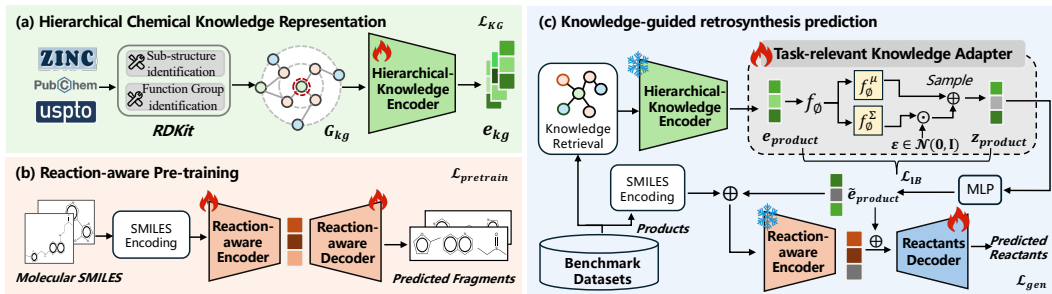 (a) Hierarchical Chemical Knowledge Representation
ℒ_KG
ZINC
PubChem
uspto
Sub-structure
identification
Function Group
identification
RDKit
G_kg
Hierarchical-
Knowledge
Encoder
e_kg
(b) Reaction-aware Pre-training
ℒ_pretrain
SMILES
Encoding
Reaction-
aware
Encoder
Reaction-
aware
Decoder
Molecular SMILES
Predicted Fragments
(c) Knowledge-guided retrosynthesis prediction
Knowledge
Retrieval
Hierarchical-
Knowledge
Encoder
Task-relevant Knowledge Adapter
e_product
f_∅
f_∅^μ
f_∅^Σ
Sample
⊕
⊙
ε ∈ 𝒩(0, I)
z_product
ℒ_IB
SMILES
Encoding
⊕
ẽ_product
MLP
Products
Benchmark
Datasets
Reaction-
aware
Encoder
⊕
Reactants
Decoder
Predicted
Reactants
ℒ_gen